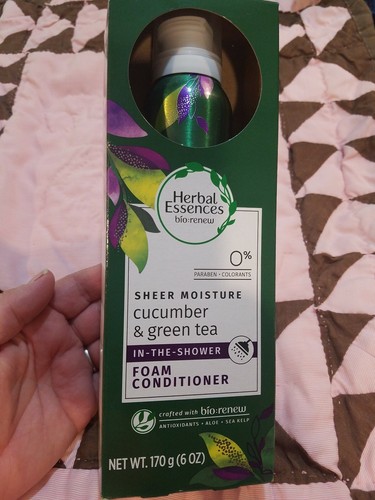 Herbal
Essences
bio:renew
0%
PARABEN • COLORANTS
SHEER MOISTURE
cucumber
& green tea
IN-THE-SHOWER
FOAM
CONDITIONER
crafted with bio:renew
ANTIOXIDANTS • ALOE • SEA KELP
NET WT. 170 g (6 OZ)